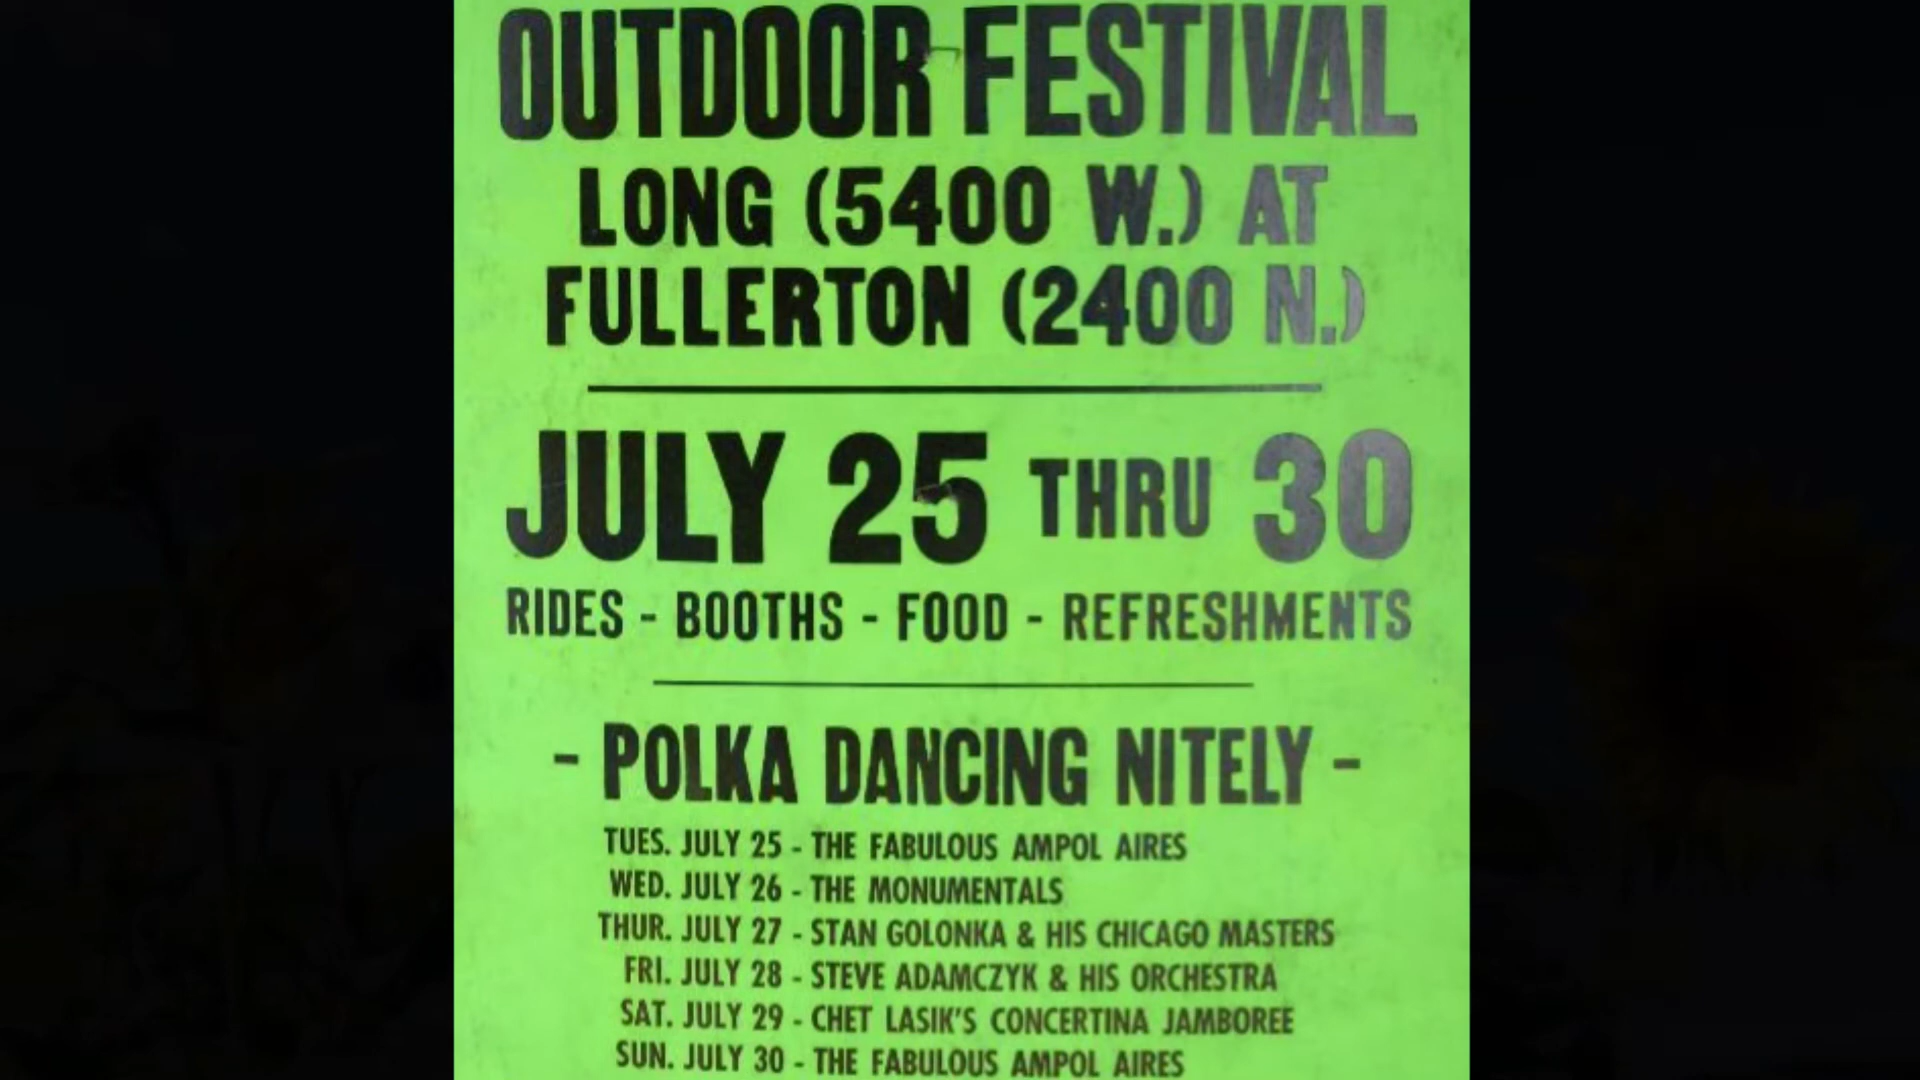 OUTDOOR FESTIVAL
LONG (5400 W.) AT
FULLERTON (2400 N.)
JULY 25 THRU 30
RIDES - BOOTHS - FOOD - REFRESHMENTS
- POLKA DANCING NITELY -
TUES. JULY 25 - THE FABULOUS AMPOL AIRES
WED. JULY 26 - THE MONUMENTALS
THUR. JULY 27 - STAN GOLONKA & HIS CHICAGO MASTERS
FRI. JULY 28 - STEVE ADAMCZYK & HIS ORCHESTRA
SAT. JULY 29 - CHET LASIK'S CONCERTINA JAMBOREE
SUN. JULY 30 - THE FABULOUS AMPOL AIRES